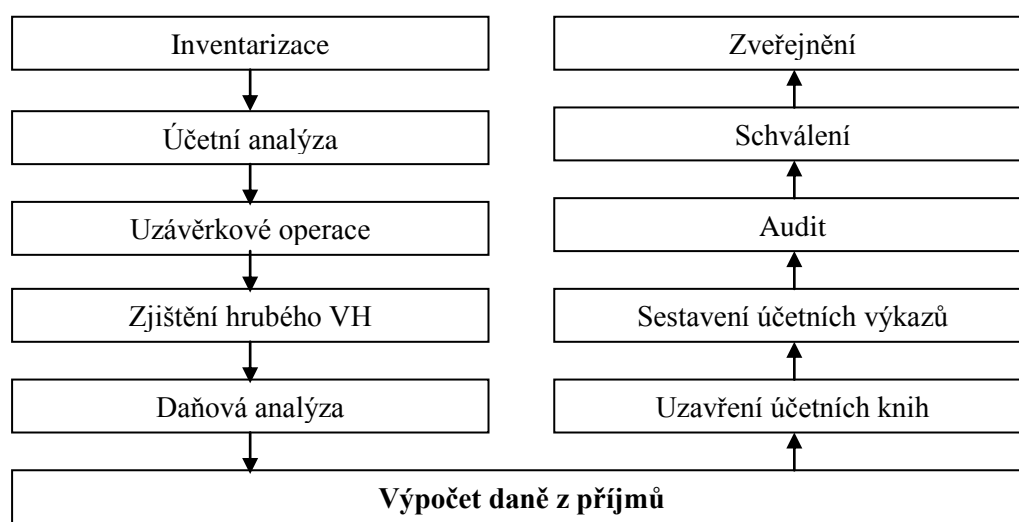 Inventarizace
Účetní analýza
Uzávěrkové operace
Zjištění hrubého VH
Daňová analýza
Výpočet daně z příjmů
Uzavření účetních knih
Sestavení účetních výkazů
Audit
Schválení
Zveřejnění